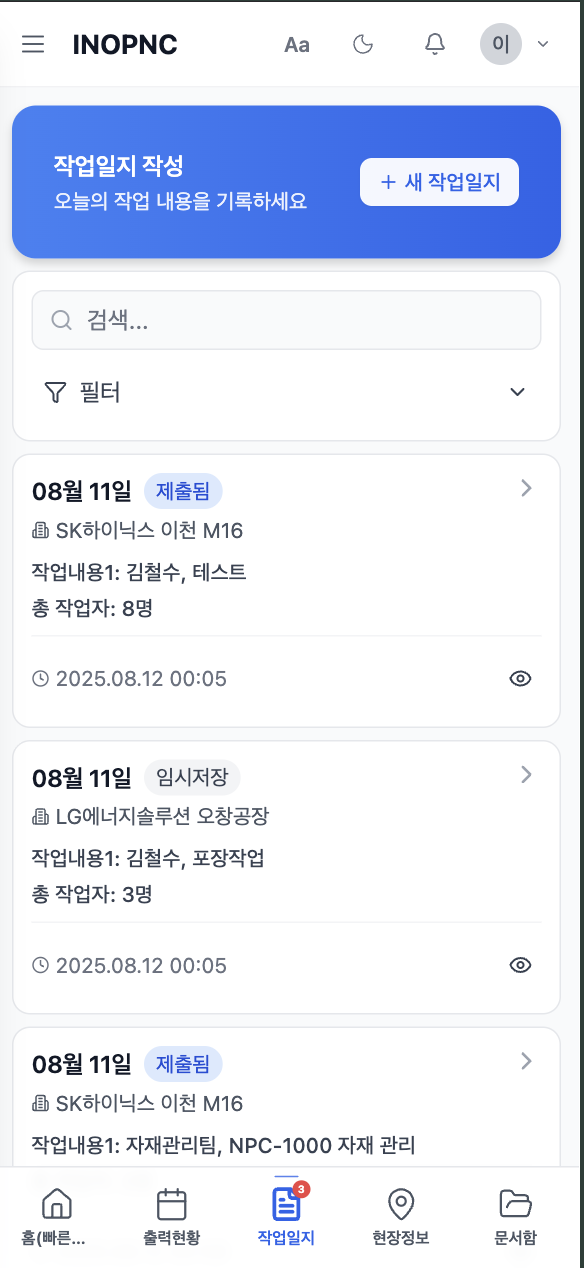 INOPNC
Aa
이
작업일지 작성
오늘의 작업 내용을 기록하세요
+ 새 작업일지
검색...
필터
08월 11일 제출됨
SK하이닉스 이천 M16
작업내용1: 김철수, 테스트
총 작업자: 8명
2025.08.12 00:05
08월 11일 임시저장
LG에너지솔루션 오창공장
작업내용1: 김철수, 포장작업
총 작업자: 3명
2025.08.12 00:05
08월 11일 제출됨
SK하이닉스 이천 M16
작업내용1: 자재관리팀, NPC-1000 자재 관리
3
홈(빠른...
출력현황
작업일지
현장정보
문서함